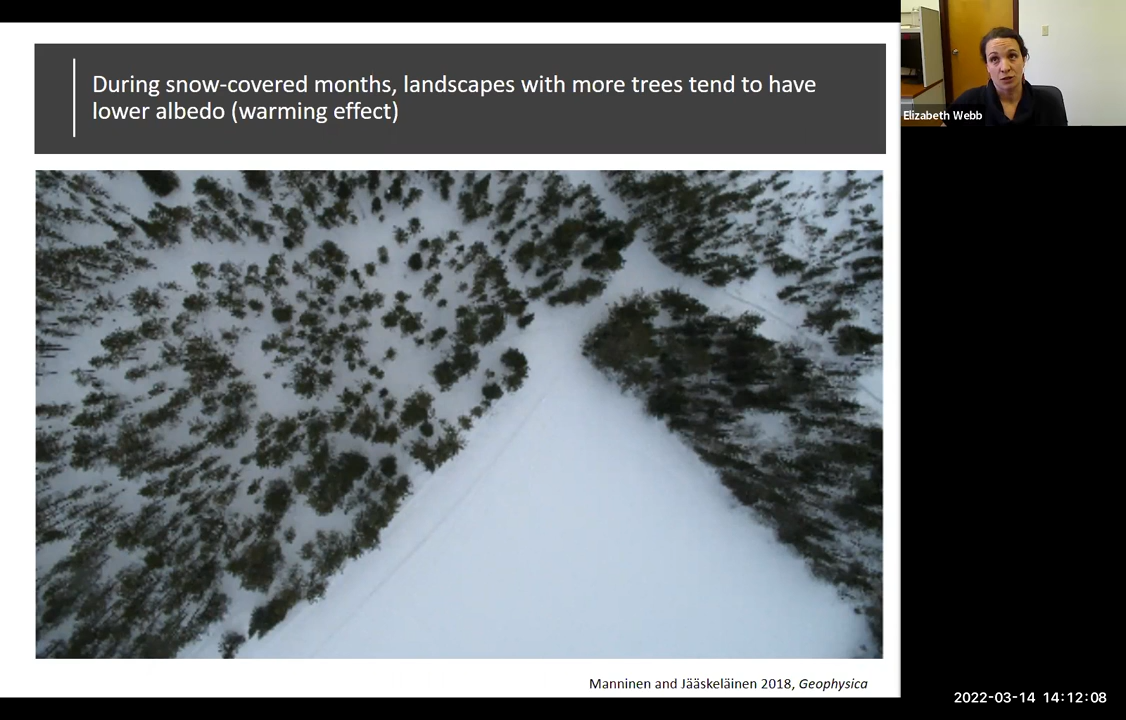 During snow-covered months, landscapes with more trees tend to have
lower albedo (warming effect)
Elizabeth Webb
Manninen and Jääskeläinen 2018, Geophysica
2022-03-14 14:12:08